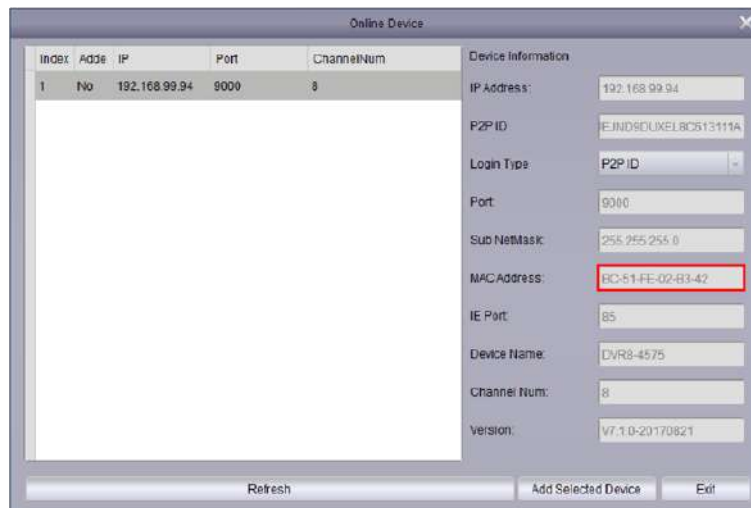 Online Device
Index Adde IP Port ChannelNum
1 No 192.168.99.94 9000 8
Device Information
IP Address: 192.168.99.94
P2P ID
Login Type P2P ID
Port: 9000
Sub NetMask: 255.255.255.0
MAC Address: BC-51-FE-02-B3-42
IE Port: 85
Device Name: DVR8-4575
Channel Num: 8
Version: V7.1.0-20170821
Refresh Add Selected Device Exit